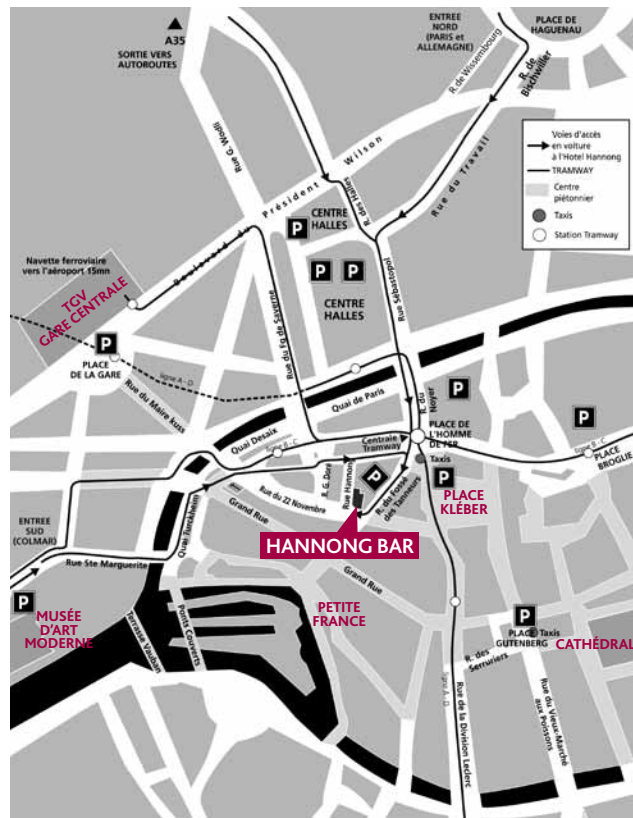 A35
SORTIE VERS
AUTOROUTES
ENTREE
NORD
(PARIS et
ALLEMAGNE)
PLACE DE
HAGUENAU
R. de Wissembourg
R. de
Bischwiller
Voies d'accès
en voiture
à l'Hotel Hannong
TRAMWAY
Centre
piétonnier
Taxis
Station Tramway
Rue G. Wodli
Boulevard du Président Wilson
R. des Halles
Rue du Travail
P
CENTRE
HALLES
P
P
CENTRE
HALLES
Rue Sébastopol
Navette ferroviaire
vers l'aéroport 15mn
TGV
GARE CENTRALE
P
PLACE
DE LA GARE
Rue du Maire kuss
ligne A - D
Rue du Fg de Saverne
Quai de Paris
Quai Desaix
ligne B - C
R. du
Noyer
P
PLACE DE
L'HOMME
DE FER
Centrale
Tramway
Taxis
P
PLACE
KLÉBER
P
ligne B - C
PLACE
BROGLIE
R. G. Doré
Rue Hannong
P
R. du Fossé
des Tanneurs
Rue du 22 Novembre
Grand Rue
HANNONG BAR
ENTREE
SUD
(COLMAR)
Rue Ste Marguerite
Quai Turckheim
Grand Rue
P
MUSÉE
D'ART
MODERNE
Terrasse Vauban
Ponts Couverts
PETITE
FRANCE
P
PLACE
GUTENBERG
Taxis
CATHÉDRAL
R. des
Serruriers
ligne A - D
Rue de la Division Leclerc
Rue du Vieux-Marché
aux Poissons